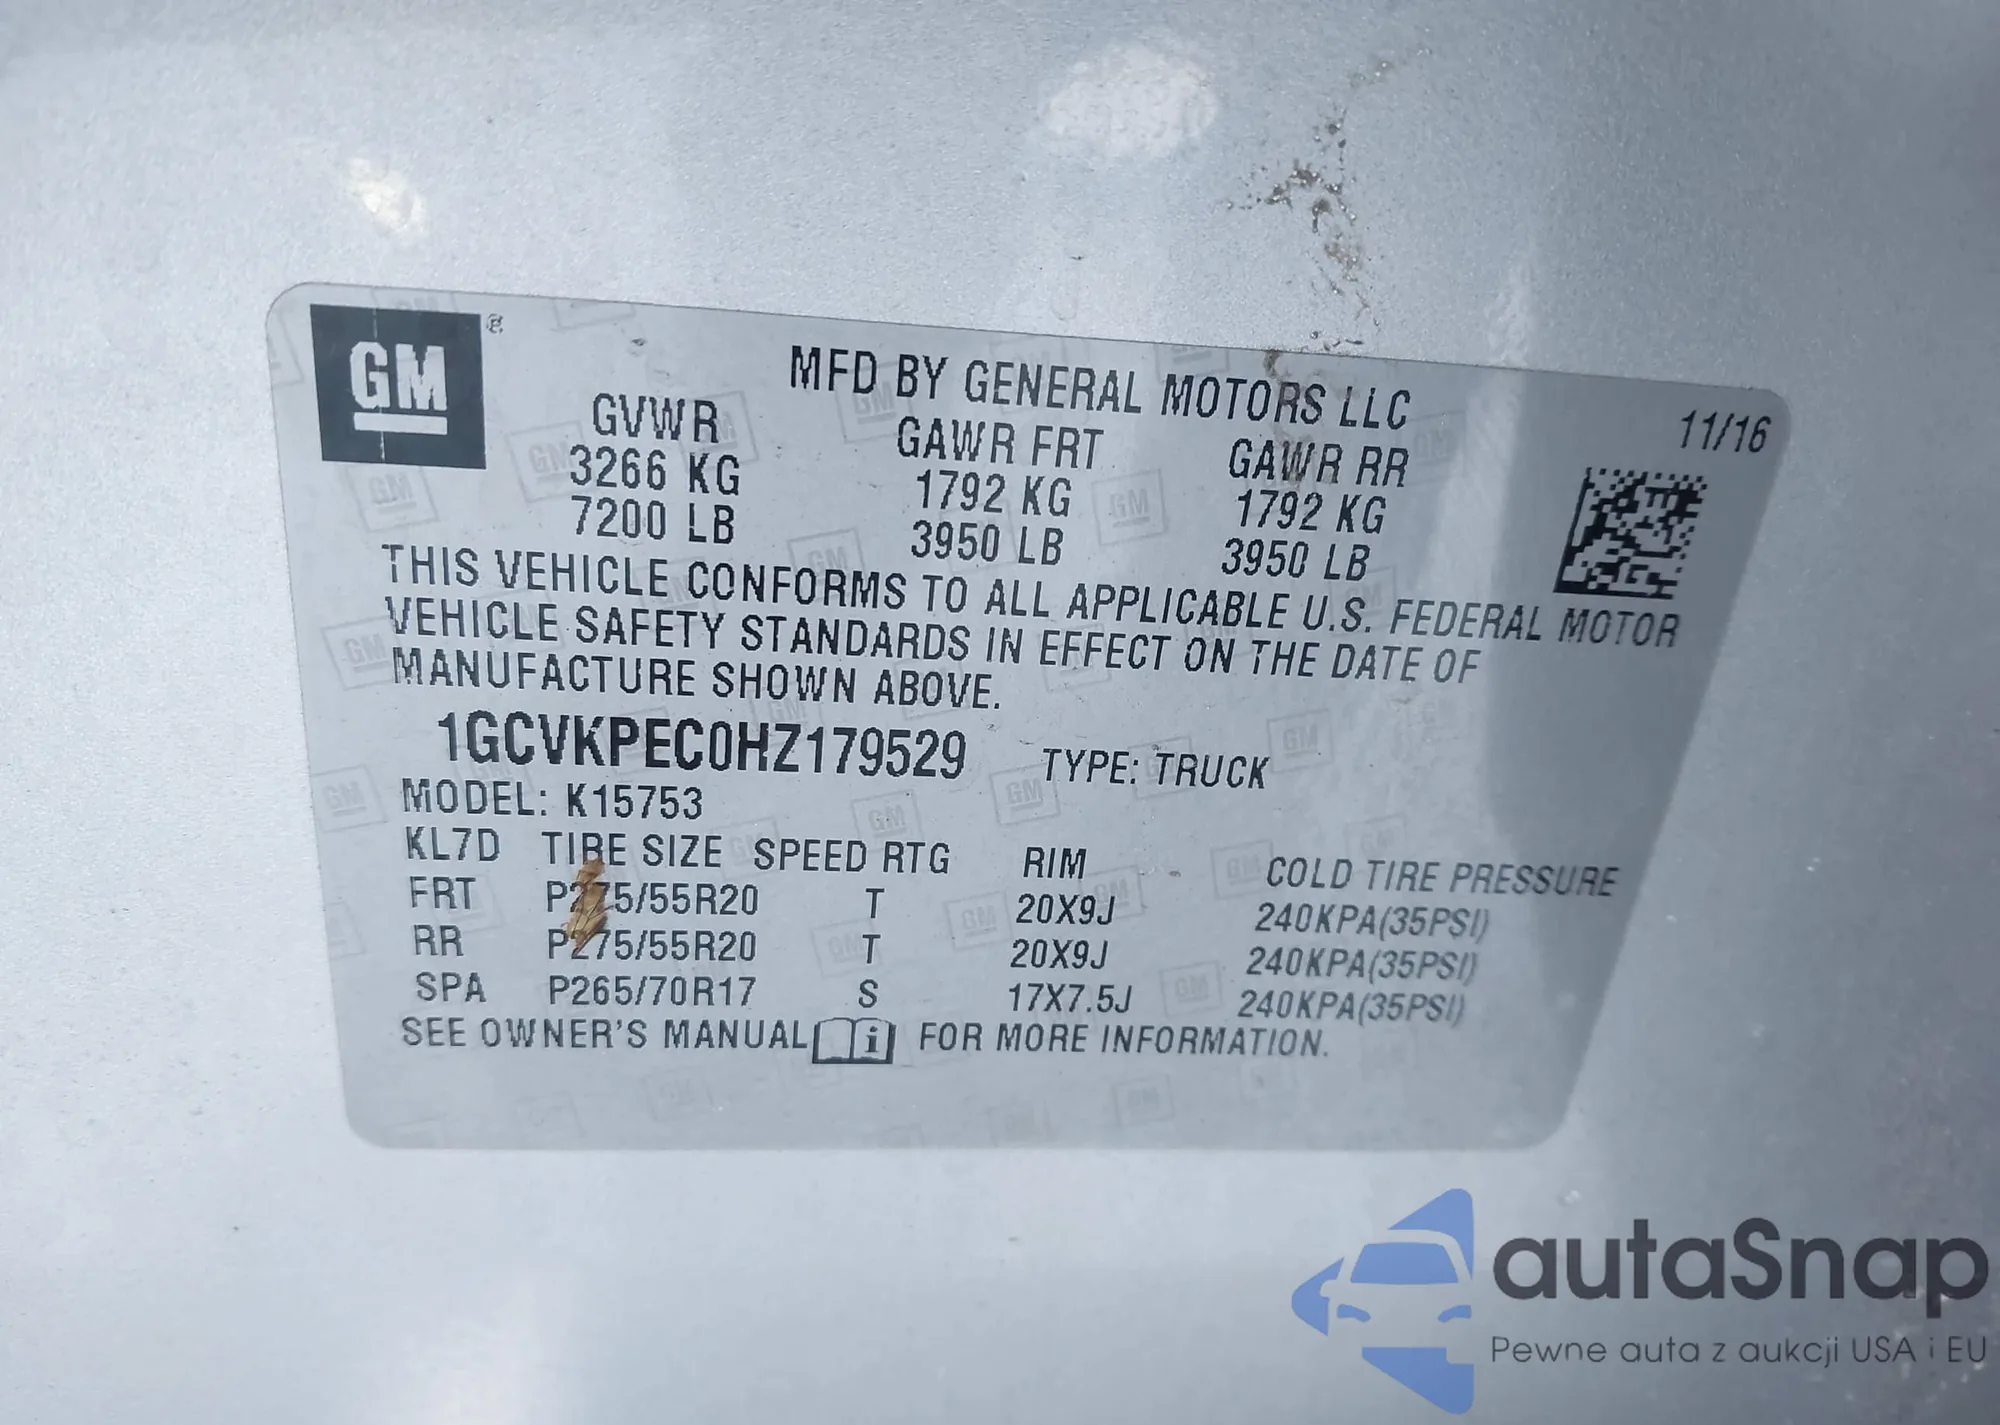 GM ®
MFD BY GENERAL MOTORS LLC
11/16
GVWR GAWR FRT GAWR RR
3266 KG 1792 KG 1792 KG
7200 LB 3950 LB 3950 LB
THIS VEHICLE CONFORMS TO ALL APPLICABLE U.S. FEDERAL MOTOR
VEHICLE SAFETY STANDARDS IN EFFECT ON THE DATE OF
MANUFACTURE SHOWN ABOVE.
1GCVKPEC0HZ179529 TYPE: TRUCK
MODEL: K15753
KL7D TIRE SIZE SPEED RTG RIM COLD TIRE PRESSURE
FRT P275/55R20 T 20X9J 240KPA(35PSI)
RR P275/55R20 T 20X9J 240KPA(35PSI)
SPA P265/70R17 S 17X7.5J 240KPA(35PSI)
SEE OWNER'S MANUAL i FOR MORE INFORMATION.
autaSnap
Pewne auta z aukcji USA i EU